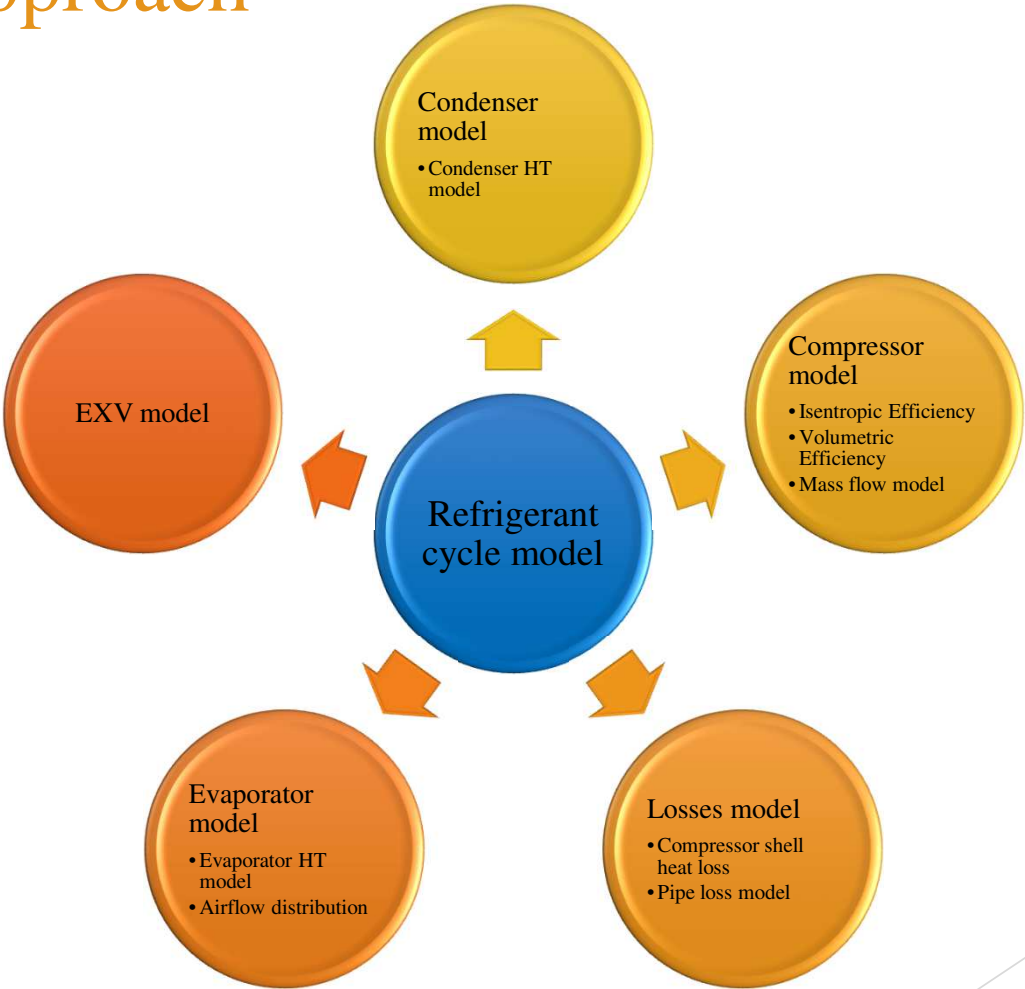 Condenser
model
• Condenser HT
model
Compressor
model
• Isentropic Efficiency
• Volumetric
Efficiency
• Mass flow model
EXV model
Refrigerant
cycle model
Evaporator
model
• Evaporator HT
model
• Airflow distribution
Losses model
• Compressor shell
heat loss
• Pipe loss model